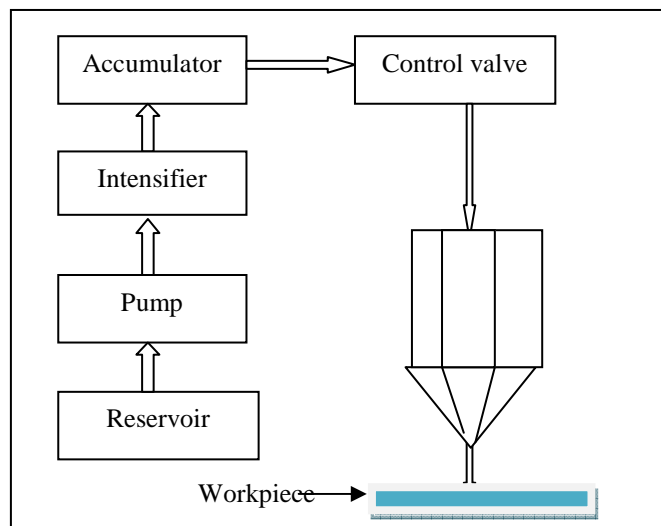 Accumulator
Control valve
Intensifier
Pump
Reservoir
Workpiece